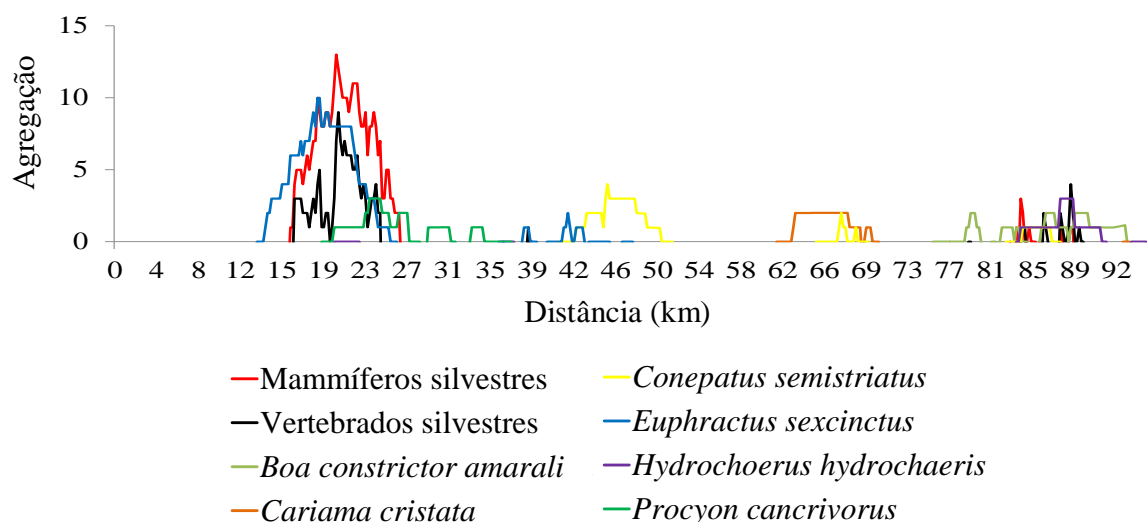 15
10
5
0
Agregação
0 4 8 12 16 19 23 27 31 35 39 42 46 50 54 58 62 66 69 73 77 81 85 89 92
Distância (km)
Mammíferos silvestres
Conepatus semistriatus
Vertebrados silvestres
Euphractus sexcinctus
Boa constrictor amarali
Hydrochoerus hydrochaeris
Cariama cristata
Procyon cancrivorus